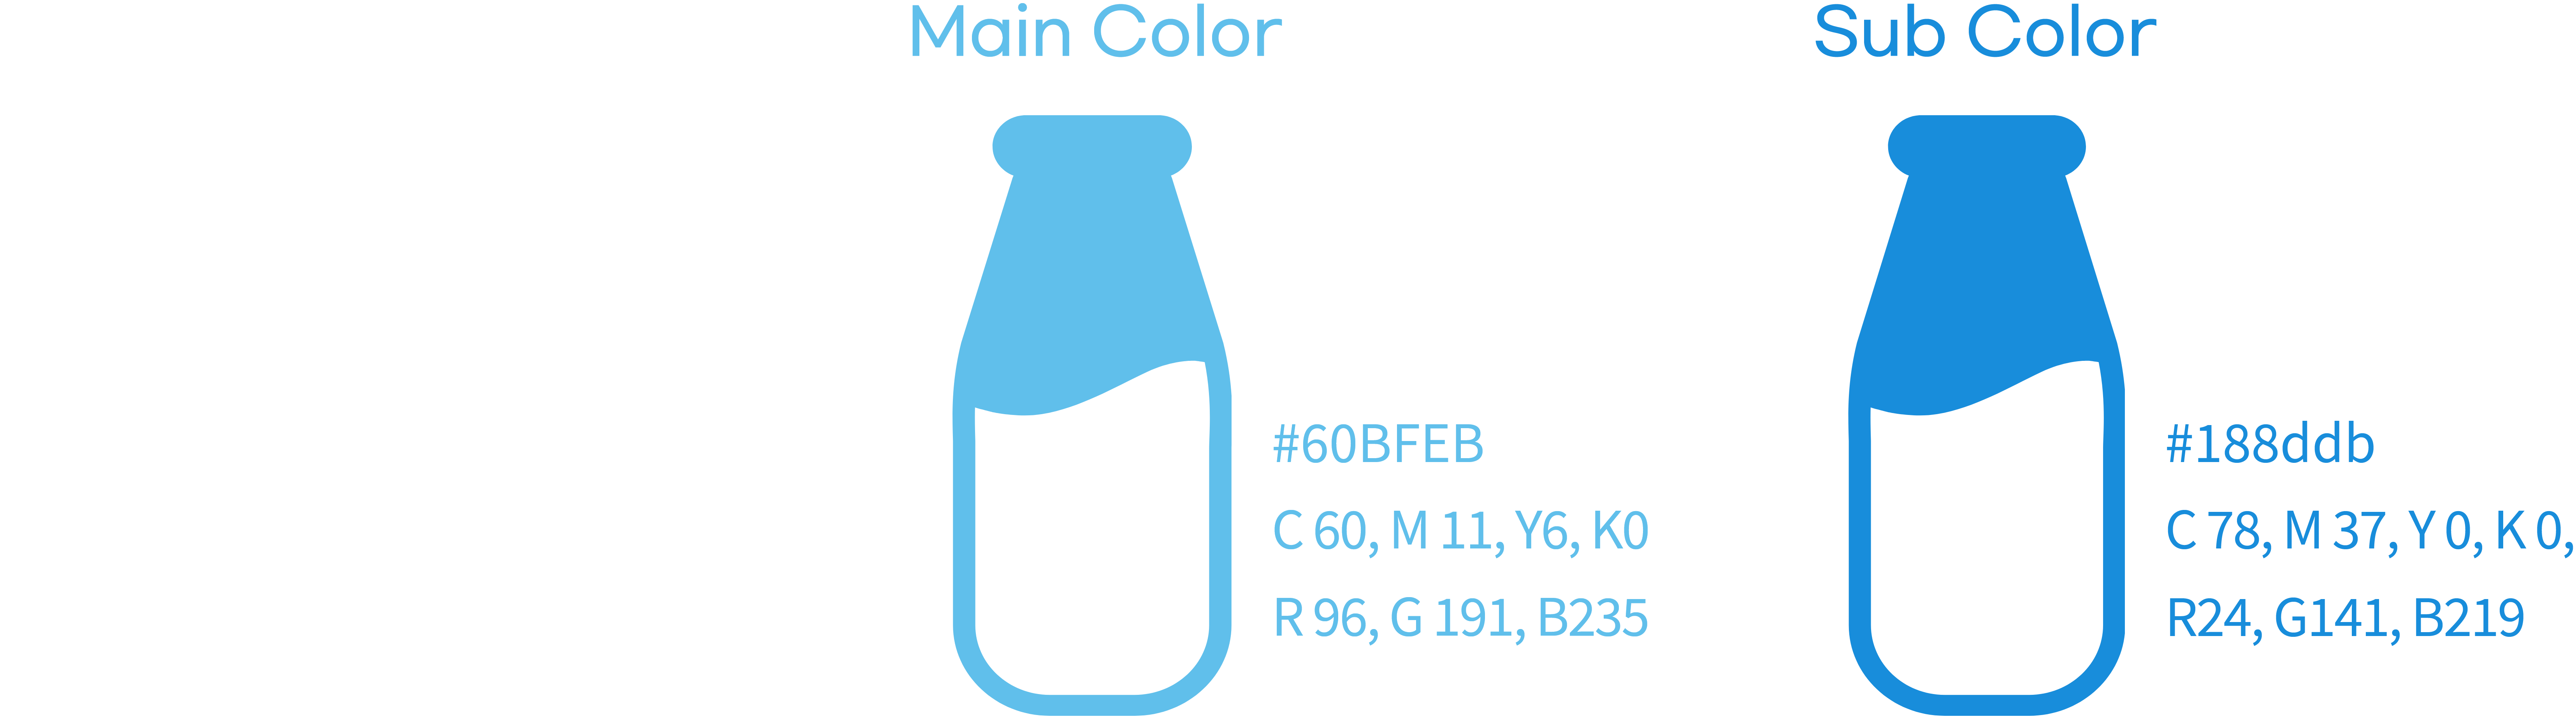 Main Color
#60BFEB
C 60, M 11, Y6, K0
R 96, G 191, B235
Sub Color
#188ddb
C 78, M 37, Y 0, K 0,
R24, G141, B219